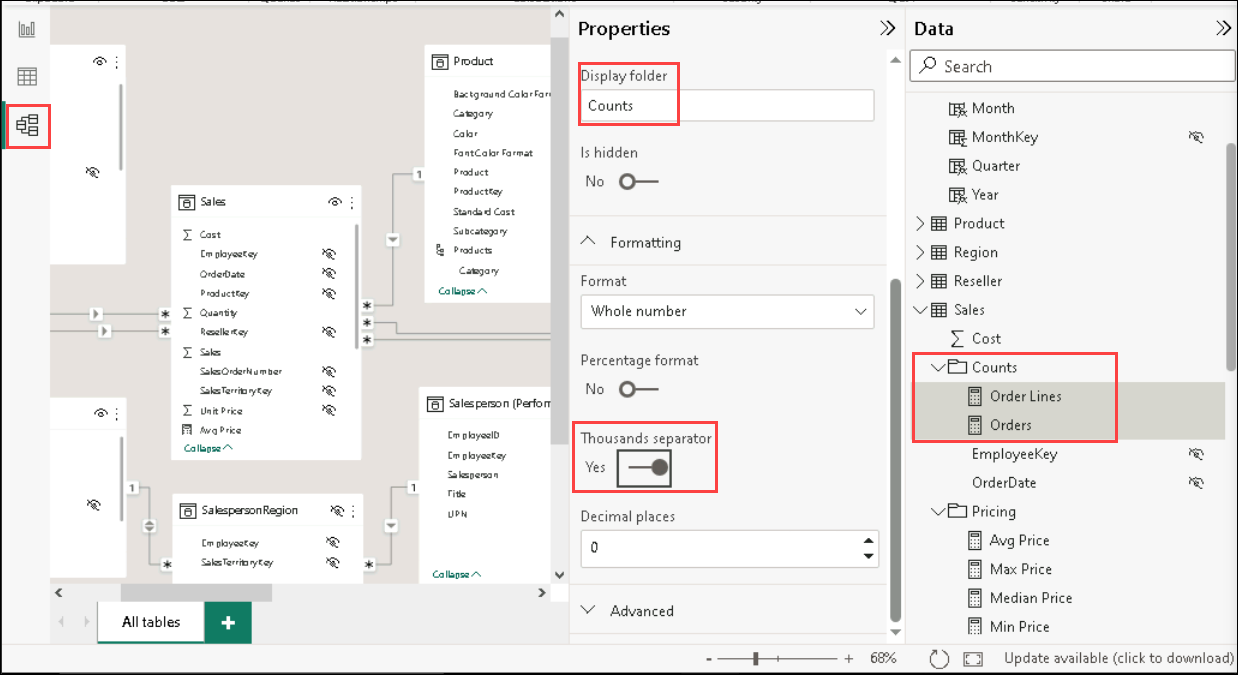 Product
Background Color Form
Category
Color
Font Color Format
Product
ProductKey
Standard Cost
Subcategory
Products
Category
Collapse
1
Sales
Cost
EmployeeKey
OrderDate
ProductKey
Quantity
ResellerKey
Sales
SalesOrderNumber
SalesTerritoryKey
Unit Price
Avg Price
Collapse
*
*
*
*
*
Salesperson (Perform
EmployeeID
EmployeeKey
Salesperson
Title
UPN
Collapse
1
1
SalespersonRegion
EmployeeKey
SalesTerritoryKey
*
*
All tables
+
Properties
Display folder
Counts
Is hidden
No
Formatting
Format
Whole number
Percentage format
No
Thousands separator
Yes
Decimal places
0
Advanced
Data
Search
Month
MonthKey
Quarter
Year
Product
Region
Reseller
Sales
Cost
Counts
Order Lines
Orders
EmployeeKey
OrderDate
Pricing
Avg Price
Max Price
Median Price
Min Price
- + 68%
Update available (click to download)